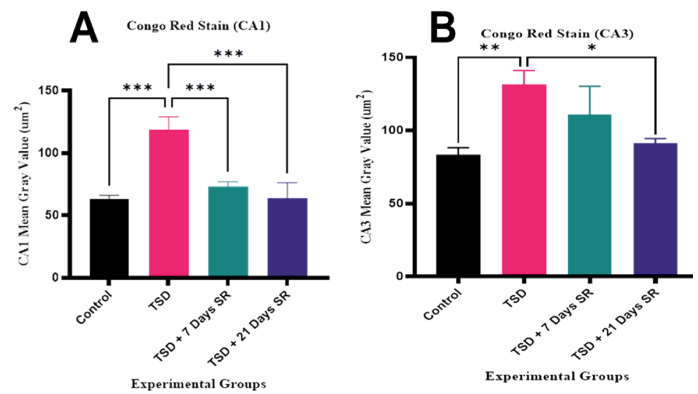 A
Congo Red Stain (CA1)
***
*** ***
CA1 Mean Gray Value (um²)
150
100
50
0
Control
TSD
TSD + 7 Days SR
TSD + 21 Days SR
Experimental Groups
B
Congo Red Stain (CA3)
** *
CA3 Mean Gray Value (um²)
150
100
50
0
Control
TSD
TSD + 7 Days SR
TSD + 21 Days SR
Experimental Groups